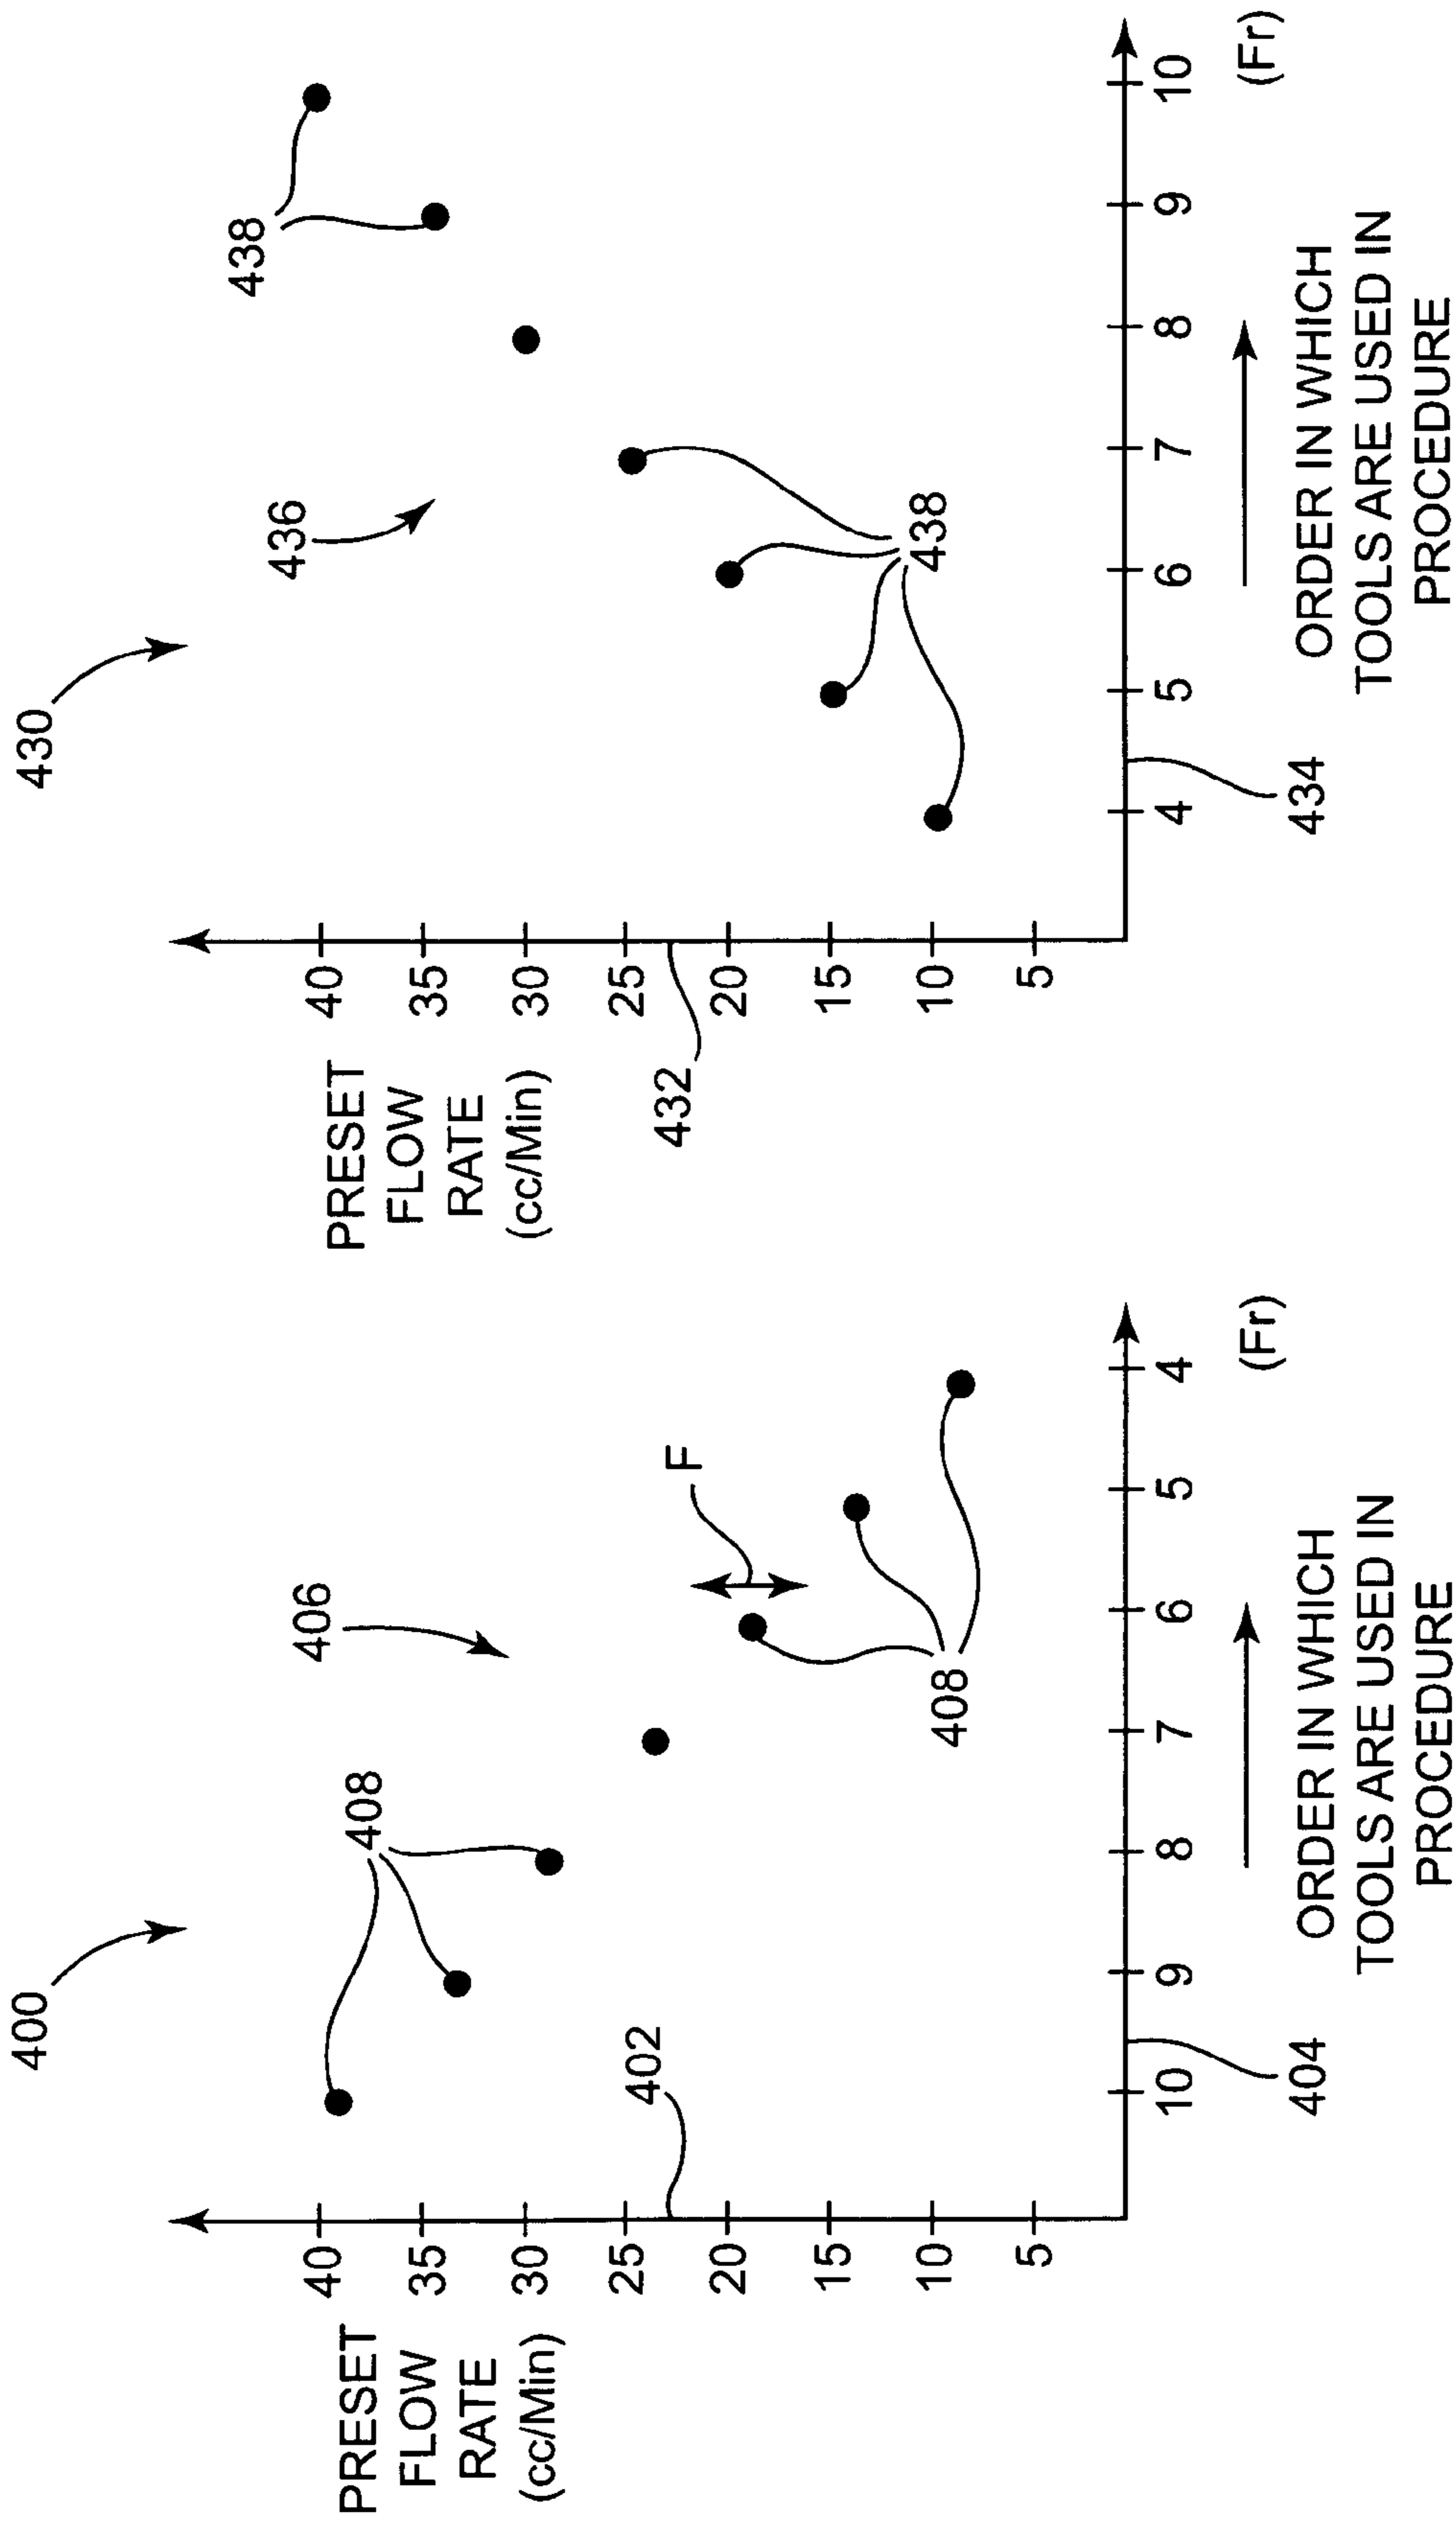 400
PRESET
FLOW
RATE
(cc/Min)
40
35
30
25
20
15
10
5
402
408
406
F
408
10
9
8
7
6
5
4
(Fr)
404
ORDER IN WHICH
TOOLS ARE USED IN
PROCEDURE
430
PRESET
FLOW
RATE
(cc/Min)
40
35
30
25
20
15
10
5
432
436
438
438
4
5
6
7
8
9
10
(Fr)
434
ORDER IN WHICH
TOOLS ARE USED IN
PROCEDURE